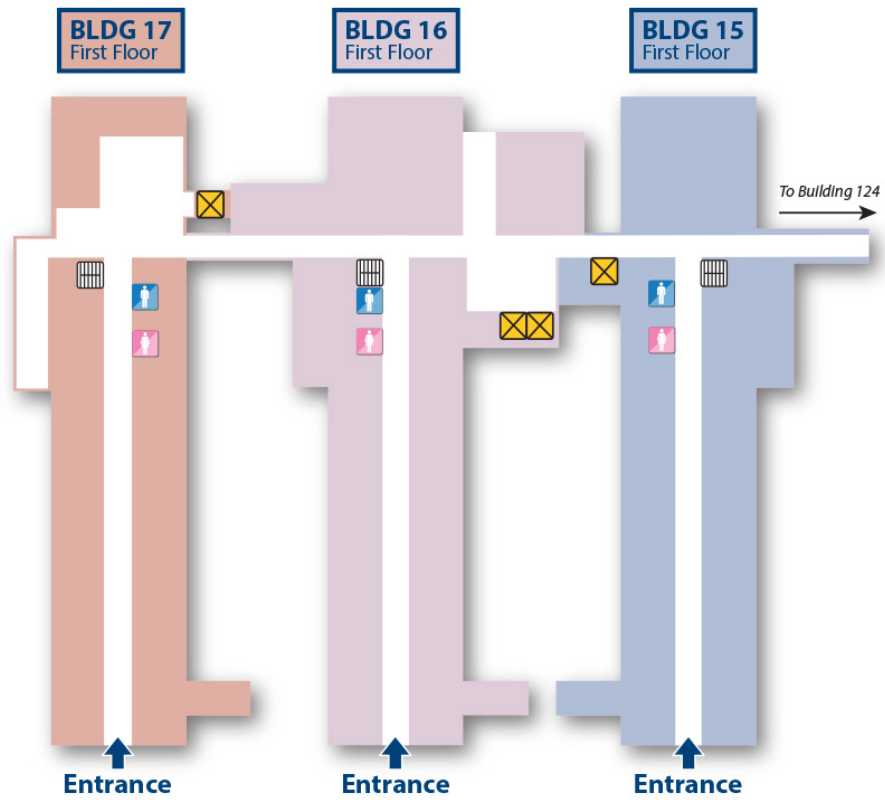 BLDG 17
First Floor
BLDG 16
First Floor
BLDG 15
First Floor
To Building 124
Entrance
Entrance
Entrance